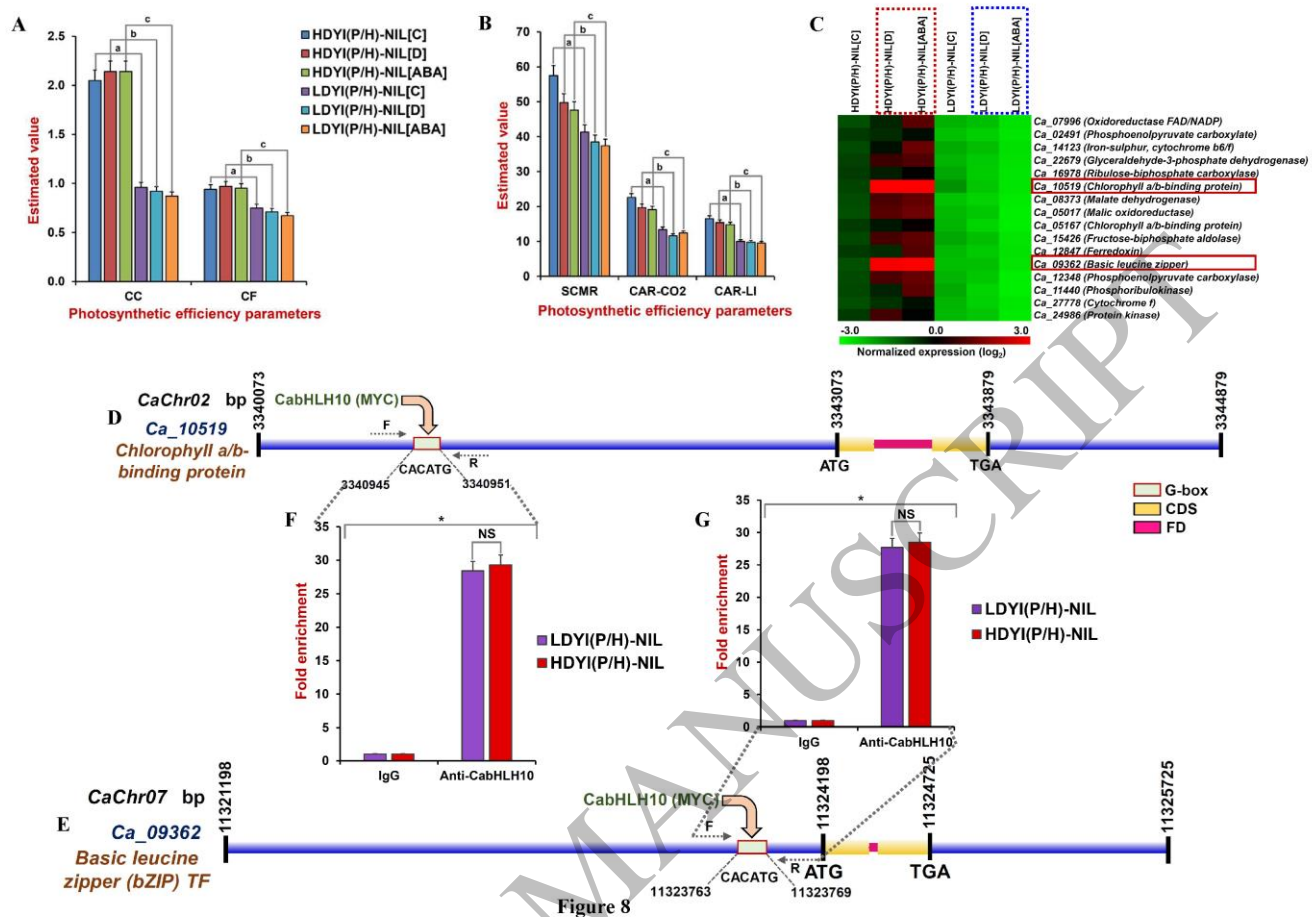 A
Estimated value
2.5
2.0
1.5
1.0
0.5
0.0
a
b
c
a
b
c
CC
CF
Photosynthetic efficiency parameters
HDYI(P/H)-NIL[C]
HDYI(P/H)-NIL[D]
HDYI(P/H)-NIL[ABA]
LDYI(P/H)-NIL[C]
LDYI(P/H)-NIL[D]
LDYI(P/H)-NIL[ABA]
B
Estimated value
70
60
50
40
30
20
10
0
a
b
c
a
b
c
a
b
c
SCMR
CAR-CO2
CAR-LI
Photosynthetic efficiency parameters
C
HDYI(P/H)-NIL[C]
HDYI(P/H)-NIL[D]
HDYI(P/H)-NIL[ABA]
LDYI(P/H)-NIL[C]
LDYI(P/H)-NIL[D]
LDYI(P/H)-NIL[ABA]
Ca_07996 (Oxidoreductase FAD/NADP)
Ca_02491 (Phosphoenolpyruvate carboxylate)
Ca_14123 (Iron-sulphur, cytochrome b6/f)
Ca_22679 (Glyceraldehyde-3-phosphate dehydrogenase)
Ca_16978 (Ribulose-biphosphate carboxylase)
Ca_10519 (Chlorophyll a/b-binding protein)
Ca_08373 (Malate dehydrogenase)
Ca_05017 (Malic oxidoreductase)
Ca_05167 (Chlorophyll a/b-binding protein)
Ca_15426 (Fructose-biphosphate aldolase)
Ca_12847 (Ferredoxin)
Ca_09362 (Basic leucine zipper)
Ca_12348 (Phosphoenolpyruvate carboxylase)
Ca_11440 (Phosphoribulokinase)
Ca_27778 (Cytochrome f)
Ca_24986 (Protein kinase)
-3.0 0.0 3.0
Normalized expression (log2)
D
CaChr02 bp
Ca_10519
Chlorophyll a/b-
binding protein
3340073
CabHLH10 (MYC)
F
R
CACATG
3340945
3340951
3343073
3343879
3344879
ATG
TGA
G-box
CDS
FD
F
Fold enrichment
35
30
25
20
15
10
5
0
*
NS
IgG
Anti-CabHLH10
LDYI(P/H)-NIL
HDYI(P/H)-NIL
G
Fold enrichment
35
30
25
20
15
10
5
0
*
NS
IgG
Anti-CabHLH10
LDYI(P/H)-NIL
HDYI(P/H)-NIL
E
CaChr07 bp
Ca_09362
Basic leucine
zipper (bZIP) TF
11321198
CabHLH10 (MYC)
F
R
CACATG
11323763
11323769
11324198
11324725
11325725
ATG
TGA
Figure 8
MANUSCRIPT